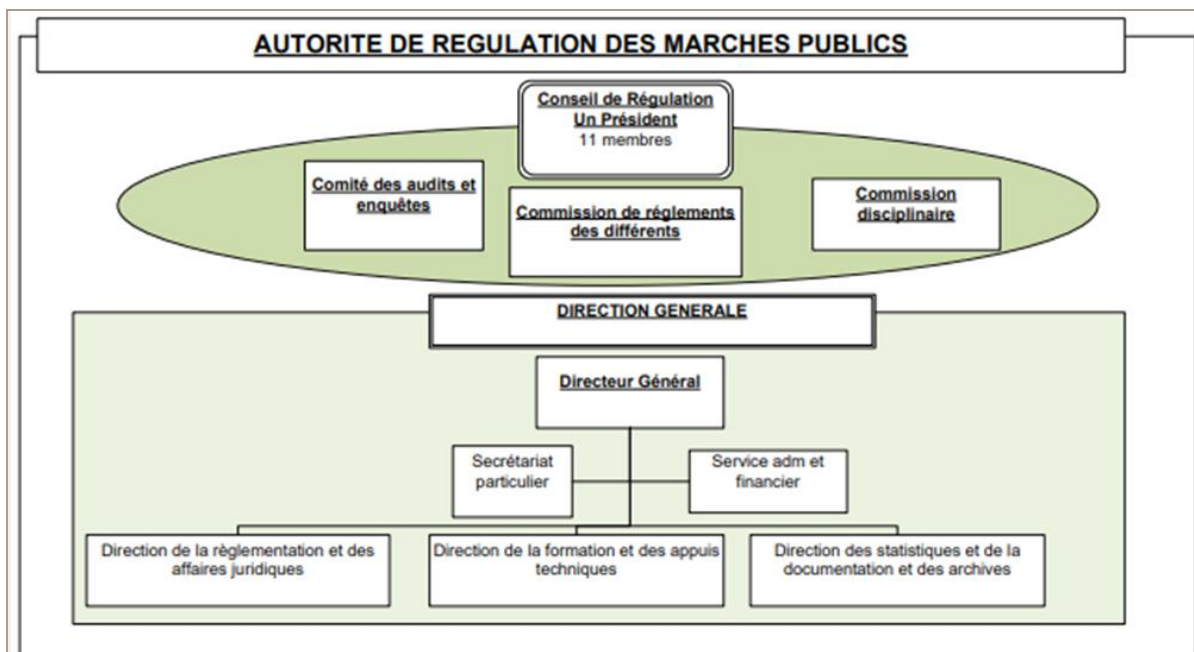 AUTORITE DE REGULATION DES MARCHES PUBLICS
Conseil de Régulation
Un Président
11 membres
Comité des audits et
enquêtes
Commission de réglements
des différents
Commission
disciplinaire
DIRECTION GENERALE
Directeur Général
Secrétariat
particulier
Service adm et
financier
Direction de la règlementation et des
affaires juridiques
Direction de la formation et des appuis
techniques
Direction des statistiques et de la
documentation et des archives